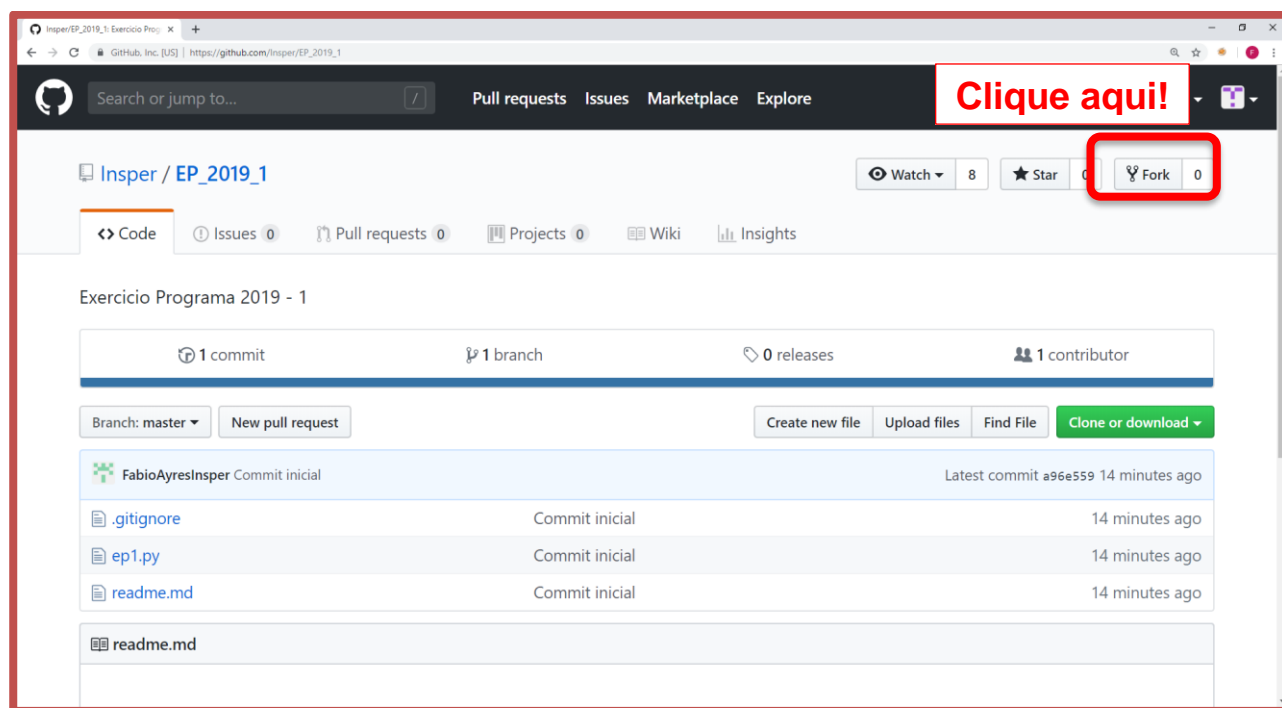 Insper/EP_2019_1: Exercicio Prog
GitHub, Inc. [US] | https://github.com/Insper/EP_2019_1
Search or jump to... /
Pull requests Issues Marketplace Explore
Clique aqui!
Insper / EP_2019_1
Watch 8 Star 0 Fork 0
Code Issues 0 Pull requests 0 Projects 0 Wiki Insights
Exercicio Programa 2019 - 1
1 commit 1 branch 0 releases 1 contributor
Branch: master New pull request Create new file Upload files Find File Clone or download
FabioAyresInsper Commit inicial Latest commit a96e559 14 minutes ago
.gitignore Commit inicial 14 minutes ago
ep1.py Commit inicial 14 minutes ago
readme.md Commit inicial 14 minutes ago
readme.md